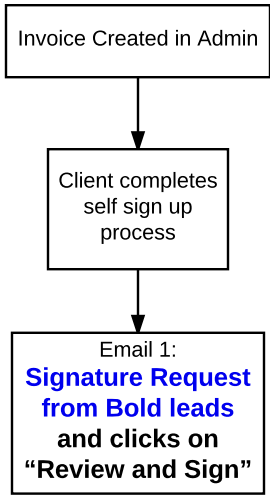 Invoice Created in Admin
Client completes
self sign up
process
Email 1:
Signature Request
from Bold leads
and clicks on
“Review and Sign”